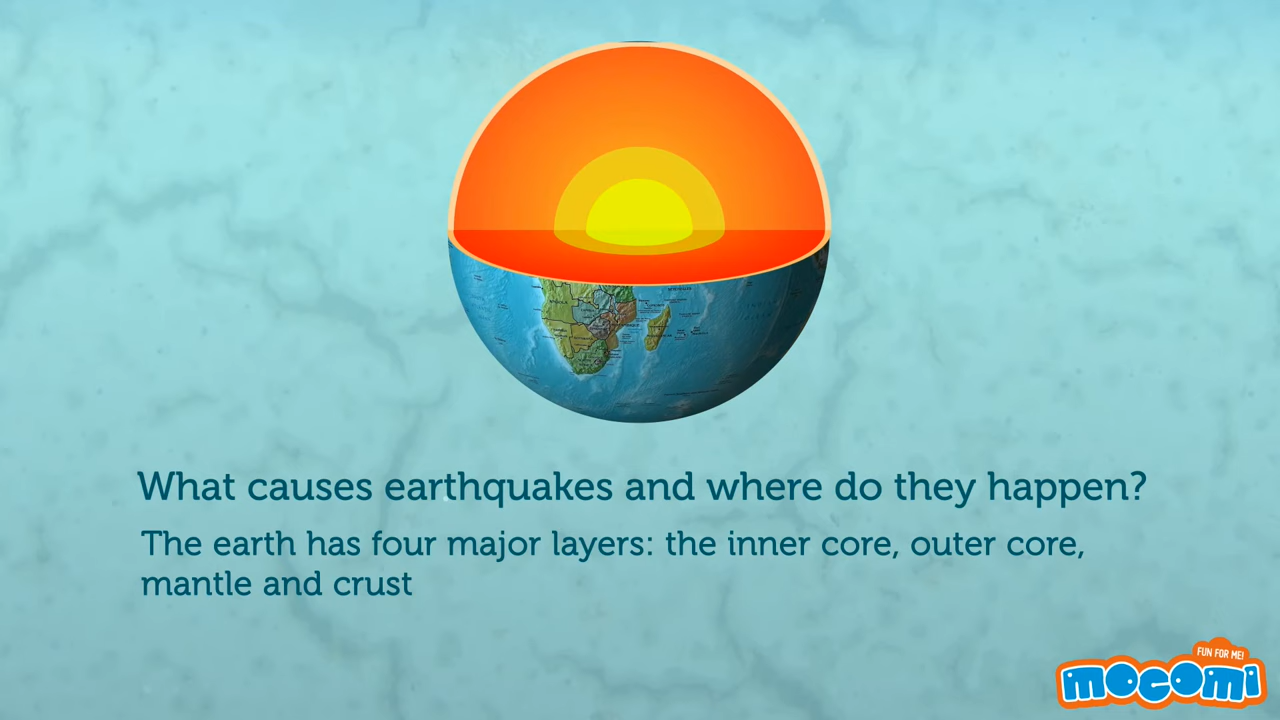 What causes earthquakes and where do they happen?
The earth has four major layers: the inner core, outer core,
mantle and crust
FUN FOR ME!
mocomi